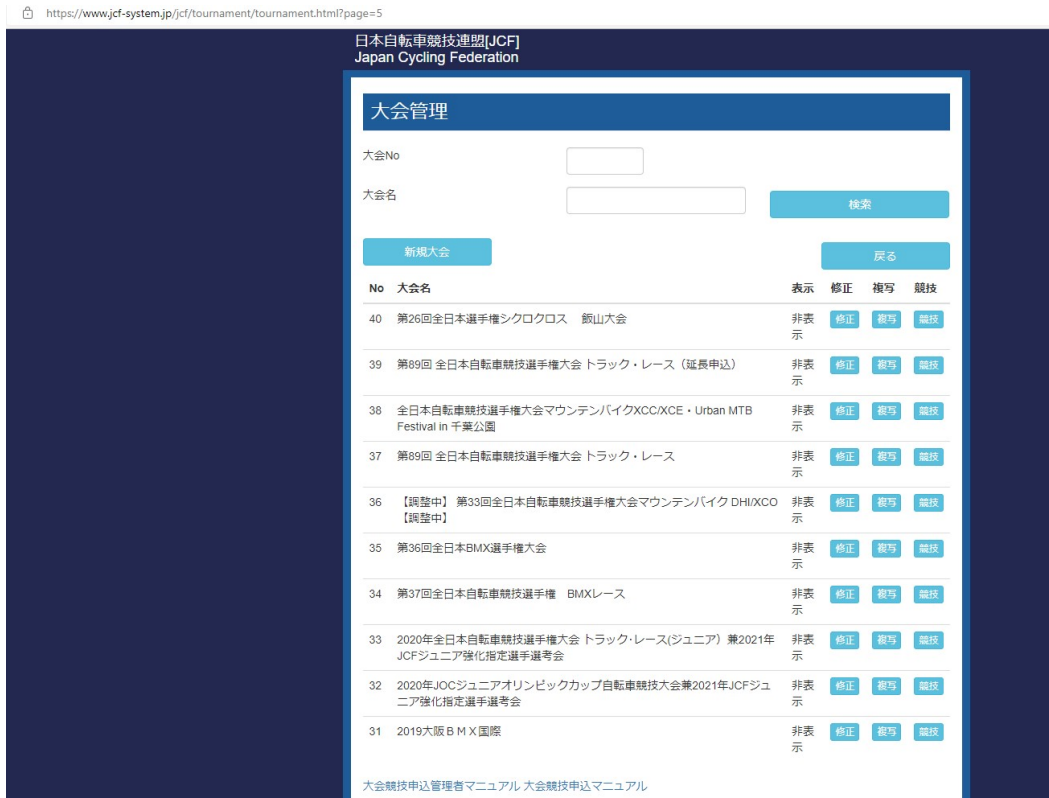 https://www.jcf-system.jp/jcf/tournament/tournament.html?page=5
日本自転車競技連盟[JCF]
Japan Cycling Federation
大会管理
大会No
大会名
検索
新規大会
戻る
No 大会名 表示 修正 複写 競技
40 第26回全日本選手権シクロクロス　飯山大会 非表 修正 複写 競技
示
39 第89回 全日本自転車競技選手権大会 トラック・レース（延長申込） 非表 修正 複写 競技
示
38 全日本自転車競技選手権大会マウンテンバイクXCC/XCE・Urban MTB 非表 修正 複写 競技
Festival in 千葉公園 示
37 第89回 全日本自転車競技選手権大会 トラック・レース 非表 修正 複写 競技
示
36 【調整中】 第33回全日本自転車競技選手権大会マウンテンバイク DHI/XCO 非表 修正 複写 競技
【調整中】 示
35 第36回全日本BMX選手権大会 非表 修正 複写 競技
示
34 第37回全日本自転車競技選手権　BMXレース 非表 修正 複写 競技
示
33 2020年全日本自転車競技選手権大会 トラック･レース(ジュニア）兼2021年 非表 修正 複写 競技
JCFジュニア強化指定選手選考会 示
32 2020年JOCジュニアオリンピックカップ自転車競技大会兼2021年JCFジュ 非表 修正 複写 競技
ニア強化指定選手選考会 示
31 2019大阪ＢＭＸ国際 非表 修正 複写 競技
示
大会競技申込管理者マニュアル 大会競技申込マニュアル